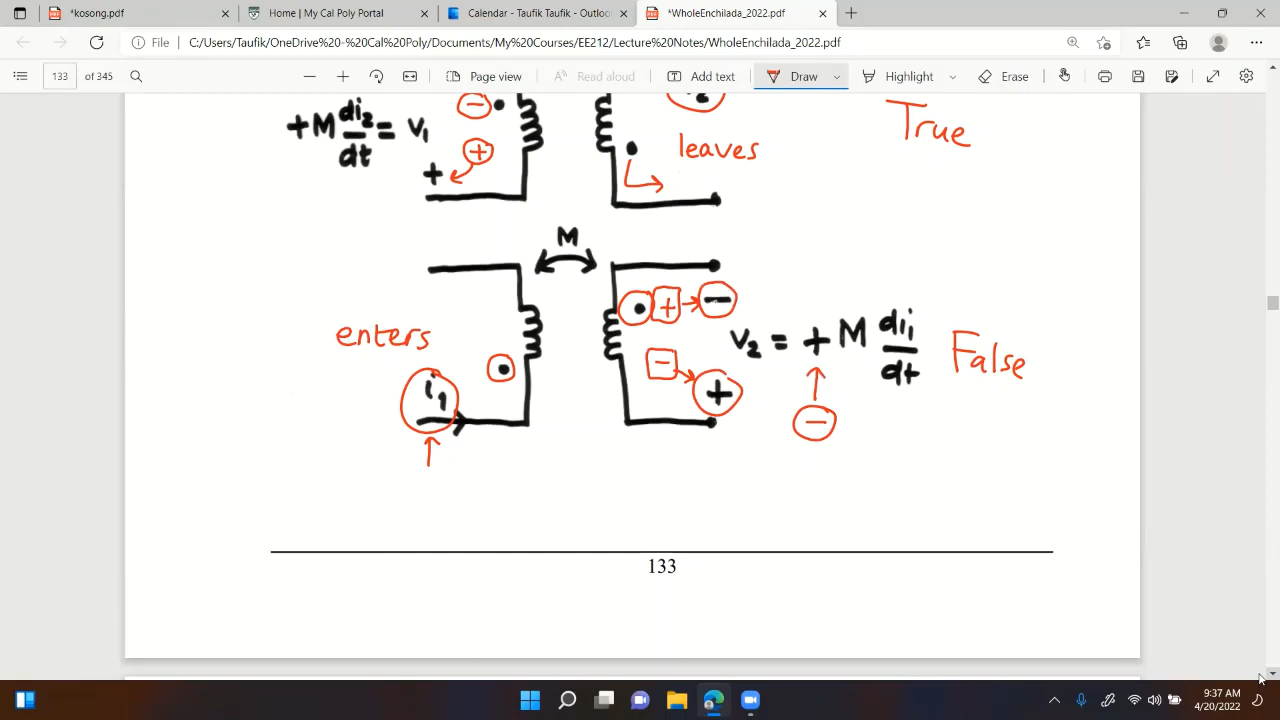 *kosong.pdf
Home | My Cal Poly Portal
Calendar - Taufik Taufik - Outloo
*WholeEnchilada_2022.pdf
File C:/Users/Taufik/OneDrive%20-%20Cal%20Poly/Documents/My%20Courses/EE212/Lecture%20Notes/WholeEnchilada_2022.pdf
133 of 345
Page view
Read aloud
Add text
Draw
Highlight
Erase
+M di₂/dt = v₁
- 
+
+
leaves
True
M
enters
i₁
+ → −
− 
+
v₂ = + M di₁/dt
False
−
133
9:37 AM
4/20/2022